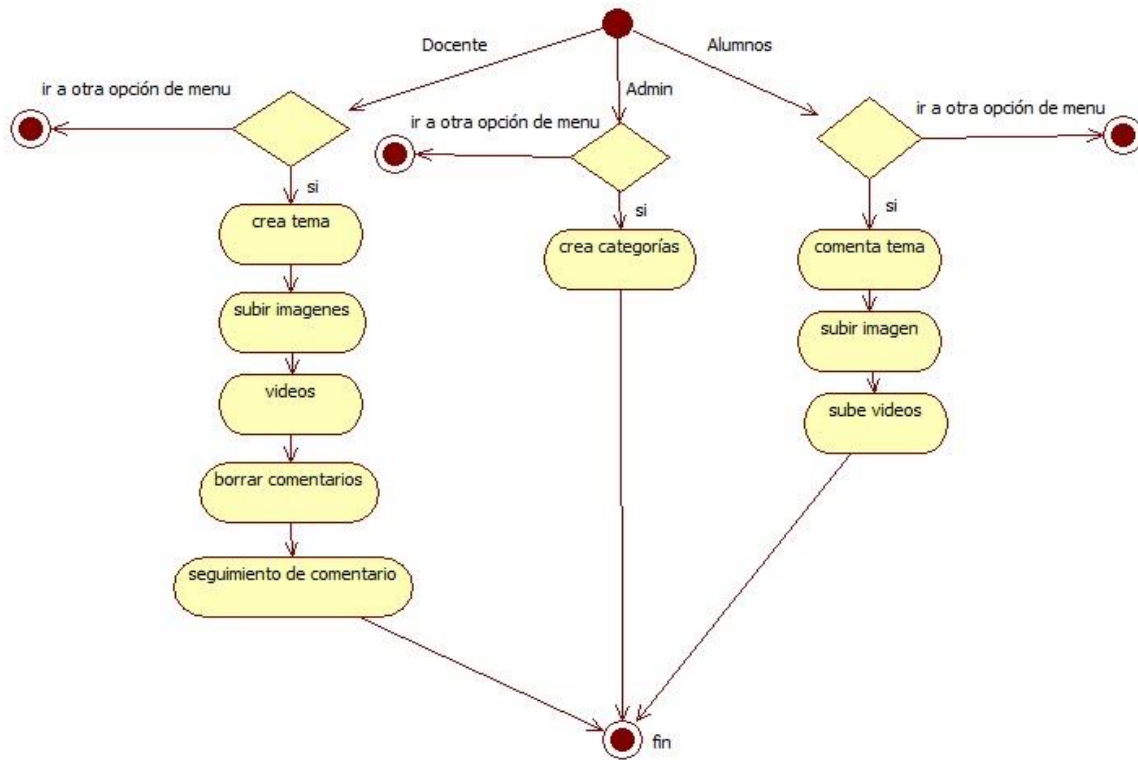 Docente
Alumnos
Admin
ir a otra opción de menu
ir a otra opción de menu
ir a otra opción de menu
si
crea tema
subir imagenes
videos
borrar comentarios
seguimiento de comentario
si
crea categorías
si
comenta tema
subir imagen
sube videos
fin